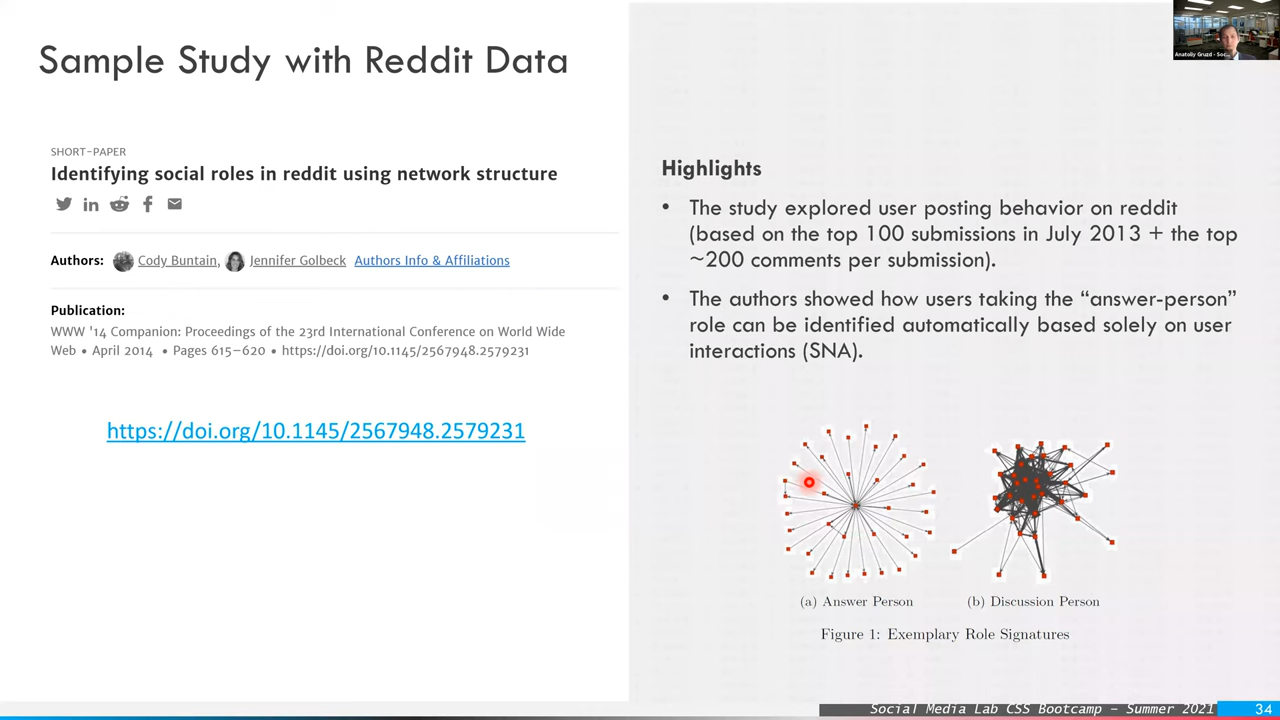 Sample Study with Reddit Data
SHORT-PAPER
Identifying social roles in reddit using network structure
Authors: Cody Buntain, Jennifer Golbeck Authors Info & Affiliations
Publication:
WWW '14 Companion: Proceedings of the 23rd International Conference on World Wide
Web • April 2014 • Pages 615–620 • https://doi.org/10.1145/2567948.2579231
https://doi.org/10.1145/2567948.2579231
Highlights
• The study explored user posting behavior on reddit
(based on the top 100 submissions in July 2013 + the top
~200 comments per submission).
• The authors showed how users taking the “answer-person”
role can be identified automatically based solely on user
interactions (SNA).
(a) Answer Person
(b) Discussion Person
Figure 1: Exemplary Role Signatures
Social Media Lab CSS Bootcamp – Summer 2021
34
Anatoliy Gruzd - Soc...